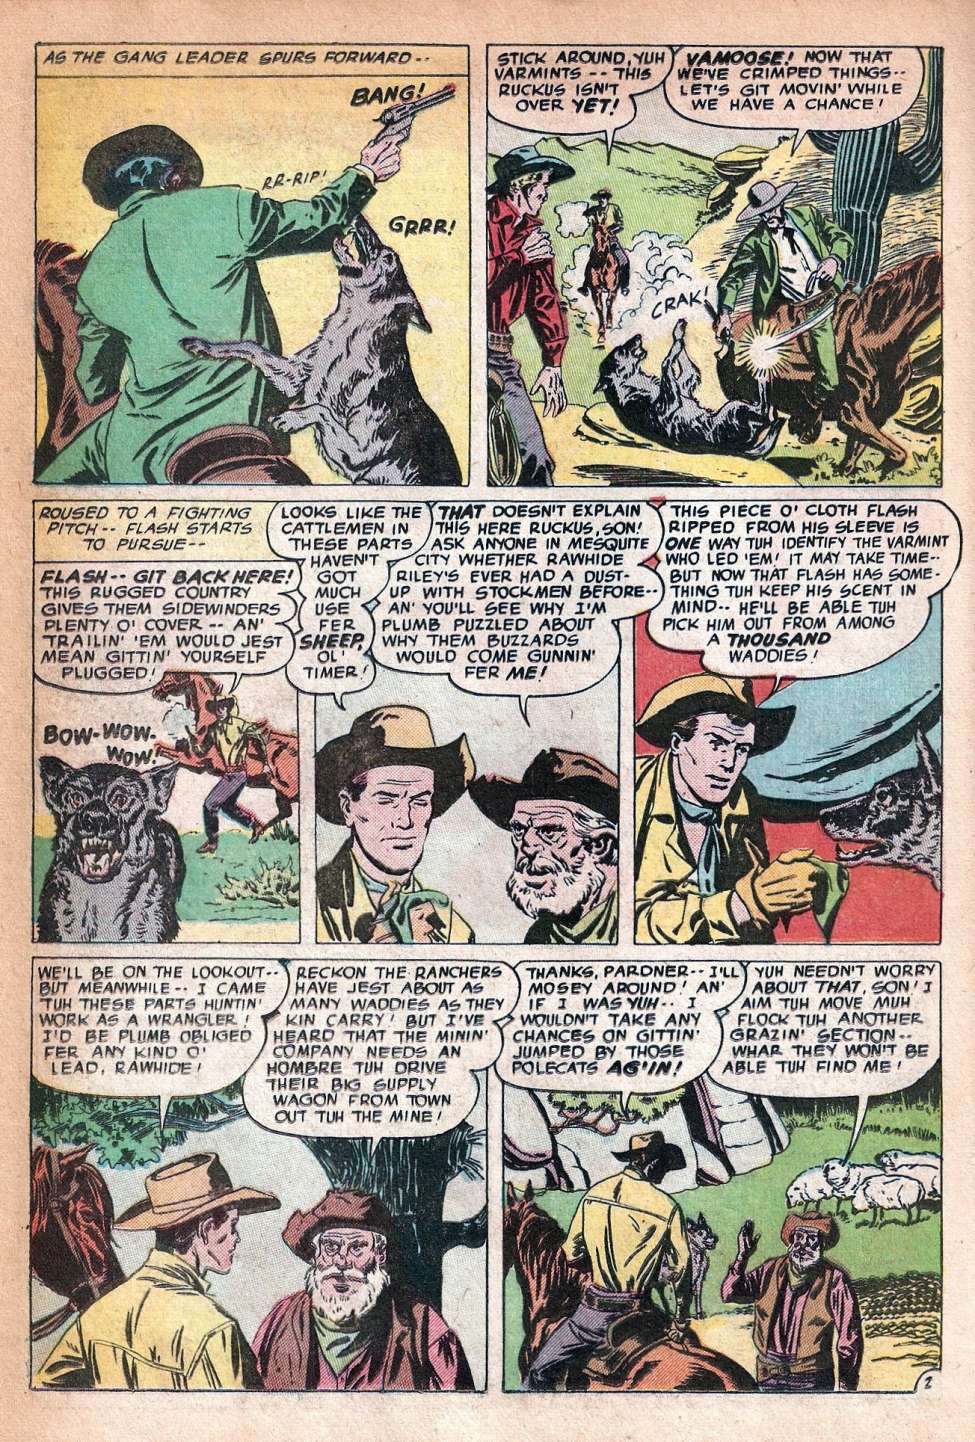 AS THE GANG LEADER SPURS FORWARD--
BANG!
RR-RIP!
GRRR!
STICK AROUND, YUH
VARMINTS -- THIS
RUCKUS ISN'T
OVER YET!
VAMOOSE! NOW THAT
WE'VE CRIMPED THINGS--
LET'S GIT MOVIN' WHILE
WE HAVE A CHANCE!
CRAK!
ROUSED TO A FIGHTING
PITCH -- FLASH STARTS
TO PURSUE --
FLASH-- GIT BACK HERE!
THIS RUGGED COUNTRY
GIVES THEM SIDEWINDERS
PLENTY O' COVER -- AN'
TRAILIN' 'EM WOULD JEST
MEAN GITTIN' YOURSELF
PLUGGED!
BOW-WOW-
WOW!
LOOKS LIKE THE
CATTLEMEN IN
THESE PARTS
HAVEN'T
GOT
MUCH
USE
FER
SHEEP,
OL'
TIMER!
THAT DOESN'T EXPLAIN
THIS HERE RUCKUS, SON!
ASK ANYONE IN MESQUITE
CITY WHETHER RAWHIDE
RILEY'S EVER HAD A DUST-
UP WITH STOCKMEN BEFORE--
AN' YOU'LL SEE WHY I'M
PLUMB PUZZLED ABOUT
WHY THEM BUZZARDS
WOULD COME GUNNIN'
FER ME!
THIS PIECE O' CLOTH FLASH
RIPPED FROM HIS SLEEVE IS
ONE WAY TUH IDENTIFY THE VARMINT
WHO LED 'EM! IT MAY TAKE TIME--
BUT NOW THAT FLASH HAS SOME-
THING TUH KEEP HIS SCENT IN
MIND-- HE'LL BE ABLE TUH
PICK HIM OUT FROM AMONG
A THOUSAND
WADDIES!
WE'LL BE ON THE LOOKOUT--
BUT MEANWHILE-- I CAME
TUH THESE PARTS HUNTIN'
WORK AS A WRANGLER!
I'D BE PLUMB OBLIGED
FER ANY KIND O'
LEAD, RAWHIDE!
RECKON THE RANCHERS
HAVE JEST ABOUT AS
MANY WADDIES AS THEY
KIN CARRY! BUT I'VE
HEARD THAT THE MININ'
COMPANY NEEDS AN
HOMBRE TUH DRIVE
THEIR BIG SUPPLY
WAGON FROM TOWN
OUT TUH THE MINE!
THANKS, PARDNER-- I'LL
MOSEY AROUND! AN'
IF I WAS YUH-- I
WOULDN'T TAKE ANY
CHANCES ON GITTIN'
JUMPED BY THOSE
POLECATS AG'IN!
YUH NEEDN'T WORRY
ABOUT THAT, SON! I
AIM TUH MOVE MUH
FLOCK TUH ANOTHER
GRAZIN' SECTION--
WHAR THEY WON'T BE
ABLE TUH FIND ME!
2